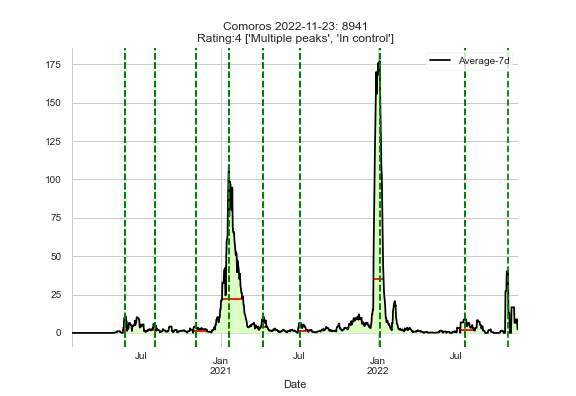 Comoros 2022-11-23: 8941
Rating:4 ['Multiple peaks', 'In control']
Average-7d
175
150
125
100
75
50
25
0
Jul
Jan
2021
Jul
Jan
2022
Jul
Date